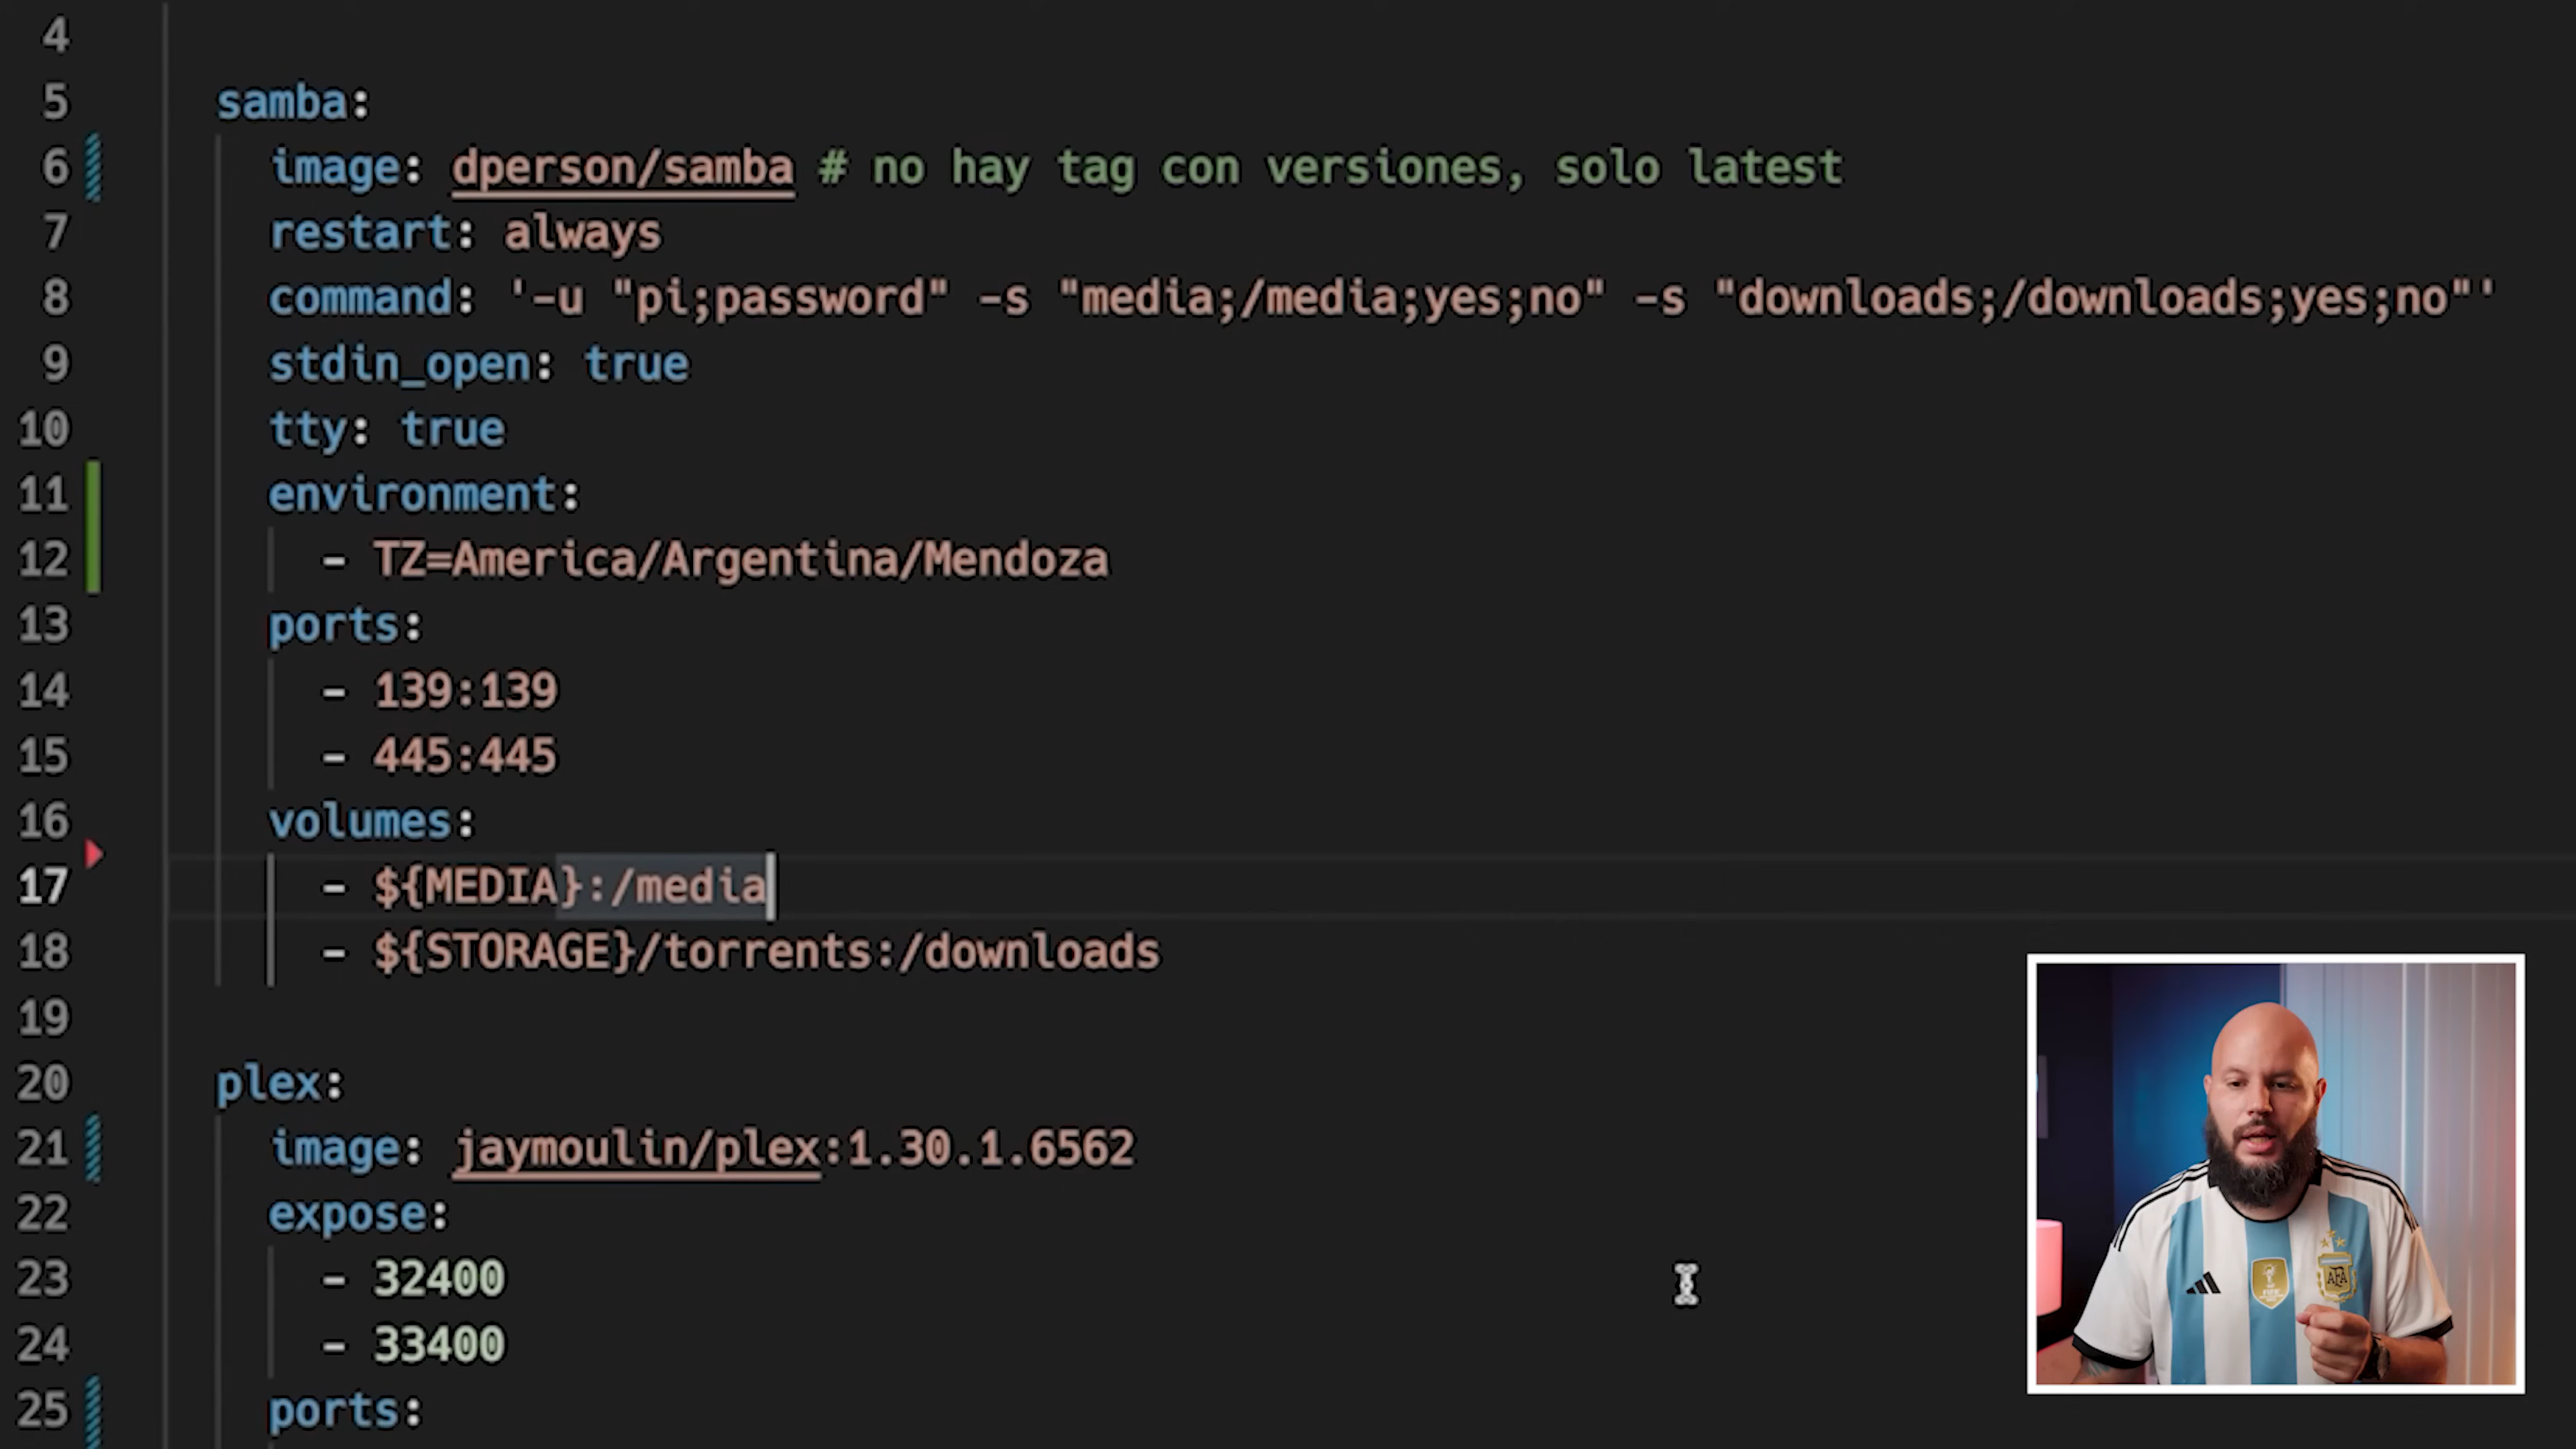 4
5 samba:
6 image: dperson/samba # no hay tag con versiones, solo latest
7 restart: always
8 command: '-u "pi;password" -s "media;/media;yes;no" -s "downloads;/downloads;yes;no"'
9 stdin_open: true
10 tty: true
11 environment:
12 - TZ=America/Argentina/Mendoza
13 ports:
14 - 139:139
15 - 445:445
16 volumes:
17 - ${MEDIA}:/media
18 - ${STORAGE}/torrents:/downloads
19
20 plex:
21 image: jaymoulin/plex:1.30.1.6562
22 expose:
23 - 32400
24 - 33400
25 ports:
AFA